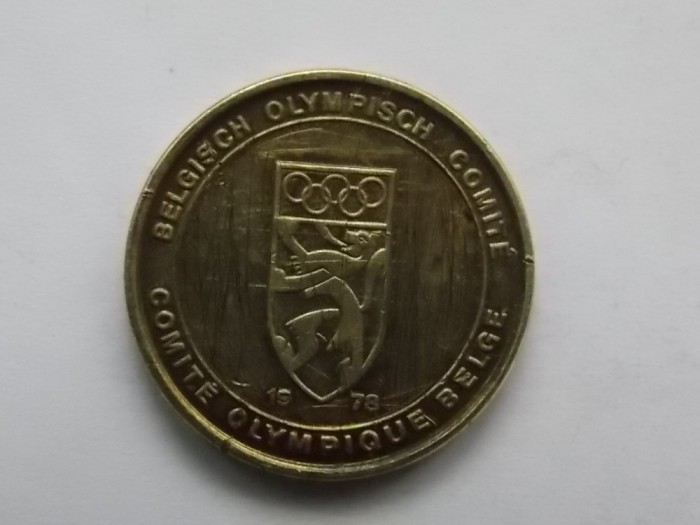 BELGISCH OLYMPISCH COMITÉ
19 78
COMITÉ OLYMPIQUE BELGE